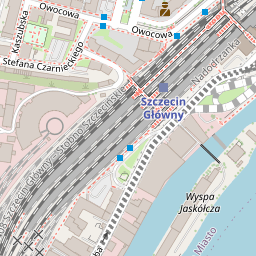 Owocowa
Owocowa
Kaszubska
Stefana Czarnieckiego
Nadodrzańska
Szczecin
Główny
Wyspa
Jaskółcza
Miasto